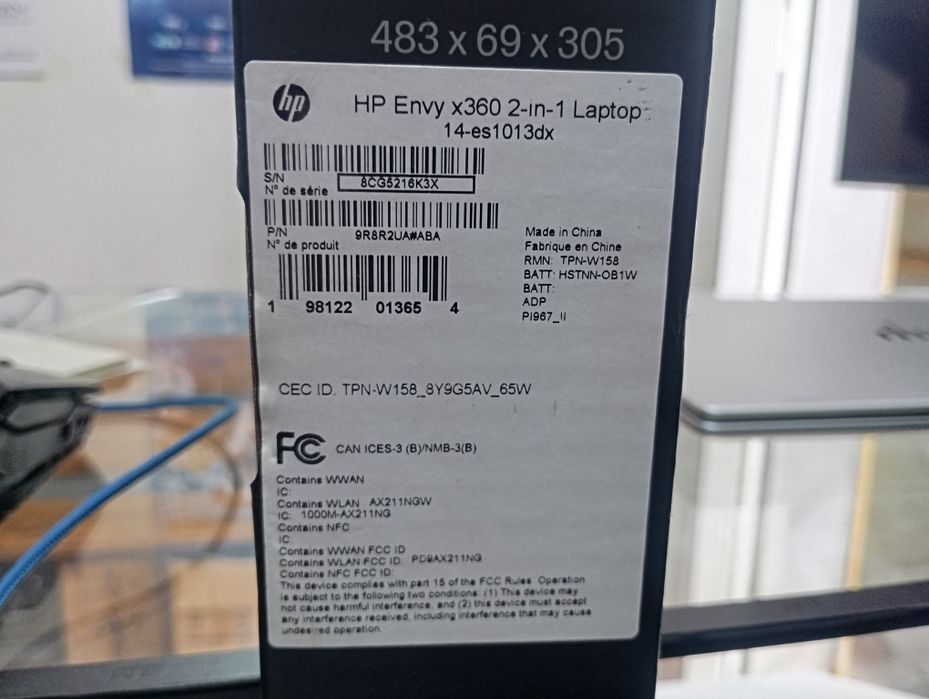 483 x 69 x 305
hp
HP Envy x360 2-in-1 Laptop
14-es1013dx
S/N
N° de série
8CG5216K3X
P/N
N° de produit
9R8R2UA#ABA
1 98122 01365 4
Made in China
Fabrique en Chine
RMN: TPN-W158
BATT: HSTNN-OB1W
BATT:
ADP
PI967_II
CEC ID. TPN-W158_8Y9G5AV_65W
FC CAN ICES-3 (B)/NMB-3(B)
Contains WWAN
IC:
Contains WLAN AX211NGW
IC: 1000M-AX211NG
Contains NFC
IC
Contains WWAN FCC ID
Contains WLAN FCC ID: PD9AX211NG
Contains NFC FCC ID:
This device complies with part 15 of the FCC Rules. Operation
is subject to the following two conditions: (1) This device may
not cause harmful interference, and (2) this device must accept
any interference received, including interference that may cause
undesired operation.